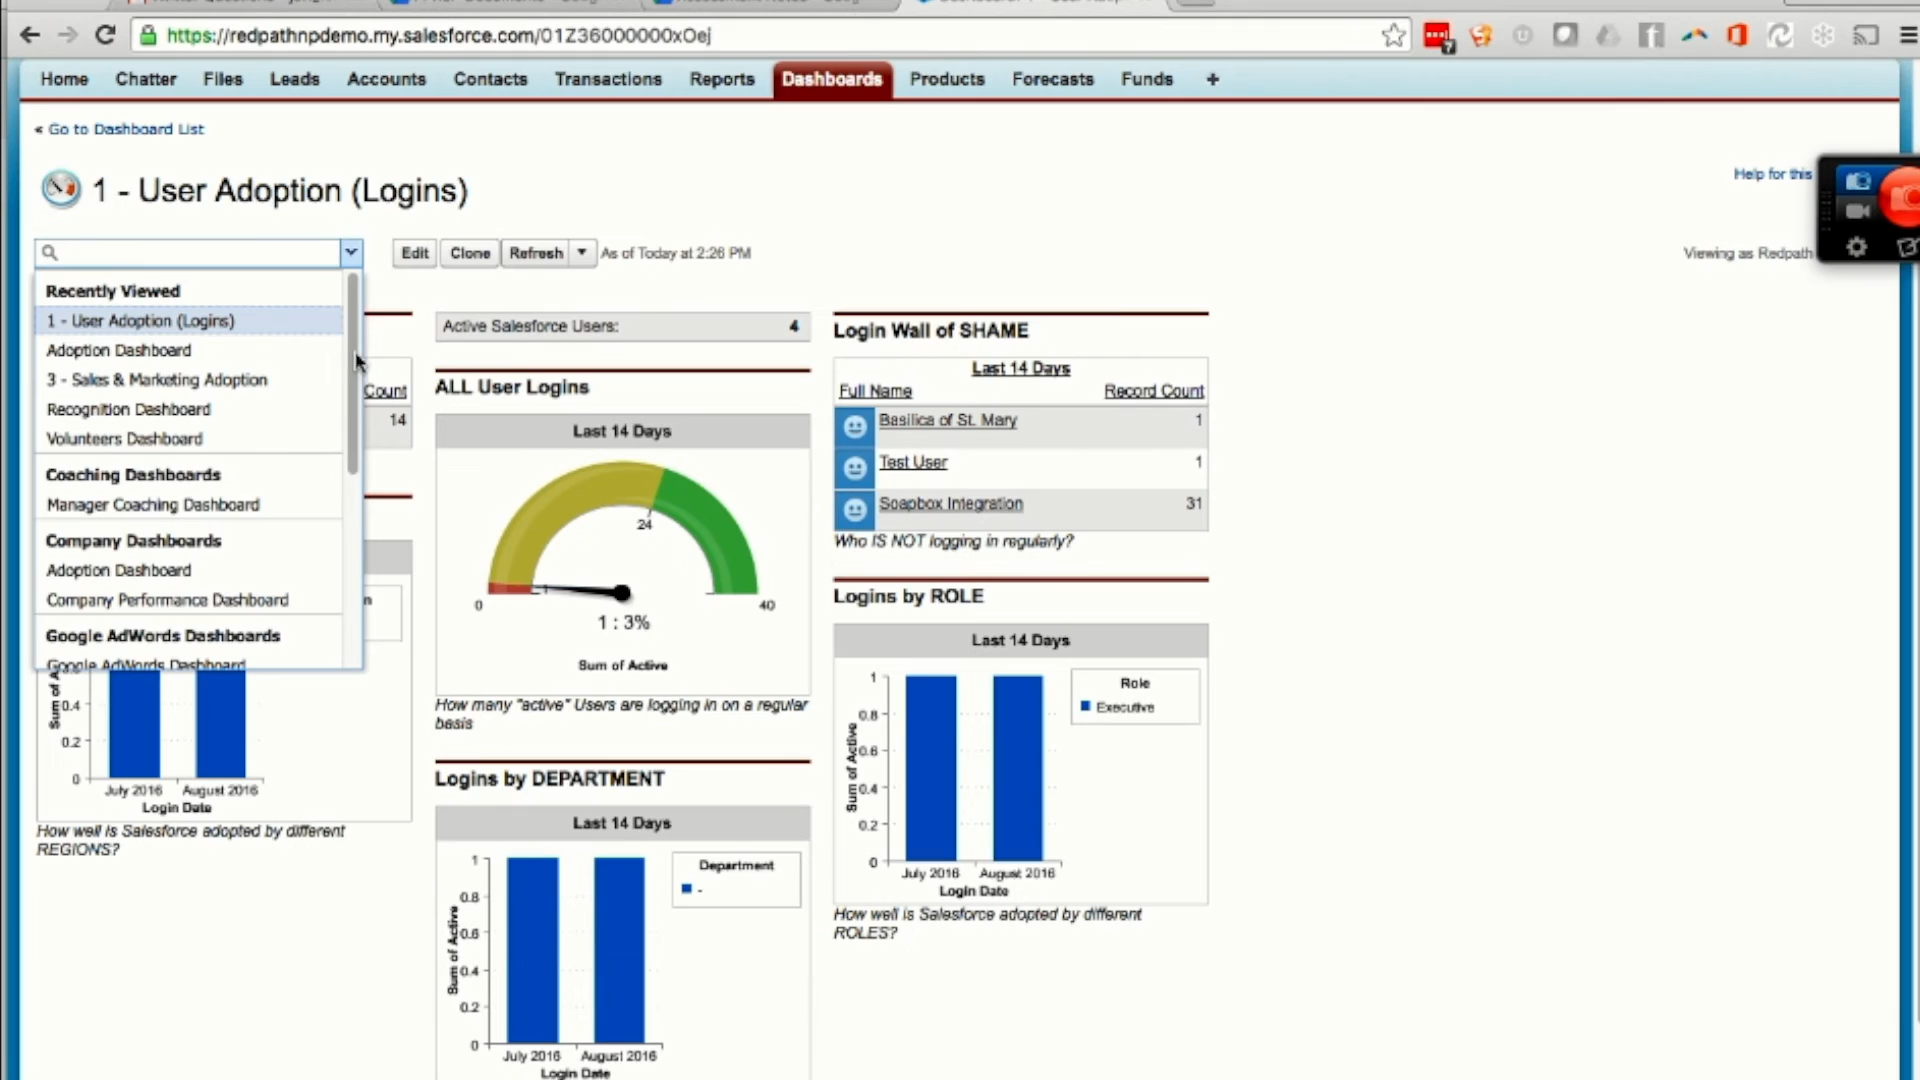 https://redpathnpdemo.my.salesforce.com/01Z36000000xOej
Home Chatter Files Leads Accounts Contacts Transactions Reports Dashboards Products Forecasts Funds +
« Go to Dashboard List
Help for this
1 - User Adoption (Logins)
Edit Clone Refresh As of Today at 2:26 PM
Viewing as Redpath
Recently Viewed
1 - User Adoption (Logins)
Adoption Dashboard
3 - Sales & Marketing Adoption
Recognition Dashboard
Volunteers Dashboard
Coaching Dashboards
Manager Coaching Dashboard
Company Dashboards
Adoption Dashboard
Company Performance Dashboard
Google AdWords Dashboards
Google AdWords Dashboard
Count
14
n
0.4
0.2
0
July 2016 August 2016
Login Date
How well is Salesforce adopted by different
REGIONS?
Active Salesforce Users: 4
ALL User Logins
Last 14 Days
24
1
0
40
1 : 3%
Sum of Active
How many "active" Users are logging in on a regular
basis
Logins by DEPARTMENT
Last 14 Days
Sum of Active
1
0.8
0.6
0.4
0.2
0
Department
-
July 2016 August 2016
Login Date
Login Wall of SHAME
Last 14 Days
Full Name Record Count
Basilica of St. Mary 1
Test User 1
Soapbox Integration 31
Who IS NOT logging in regularly?
Logins by ROLE
Last 14 Days
Sum of Active
1
0.8
0.6
0.4
0.2
0
Role
Executive
July 2016 August 2016
Login Date
How well is Salesforce adopted by different
ROLES?